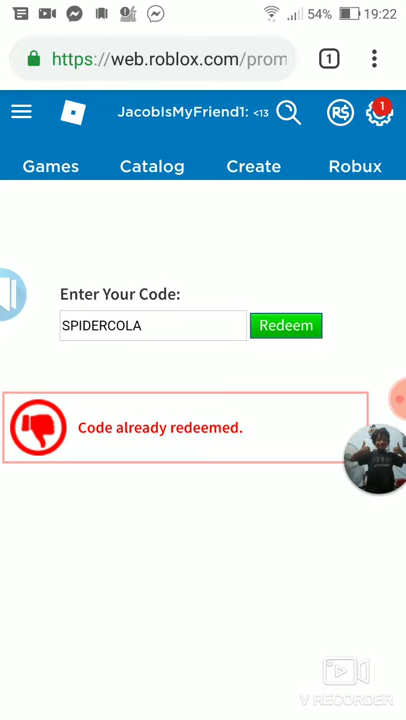 54% 19:22
https://web.roblox.com/prom 1
JacobIsMyFriend1: <13 R$ 1
Games Catalog Create Robux
Enter Your Code:
SPIDERCOLA Redeem
Code already redeemed.
V RECORDER